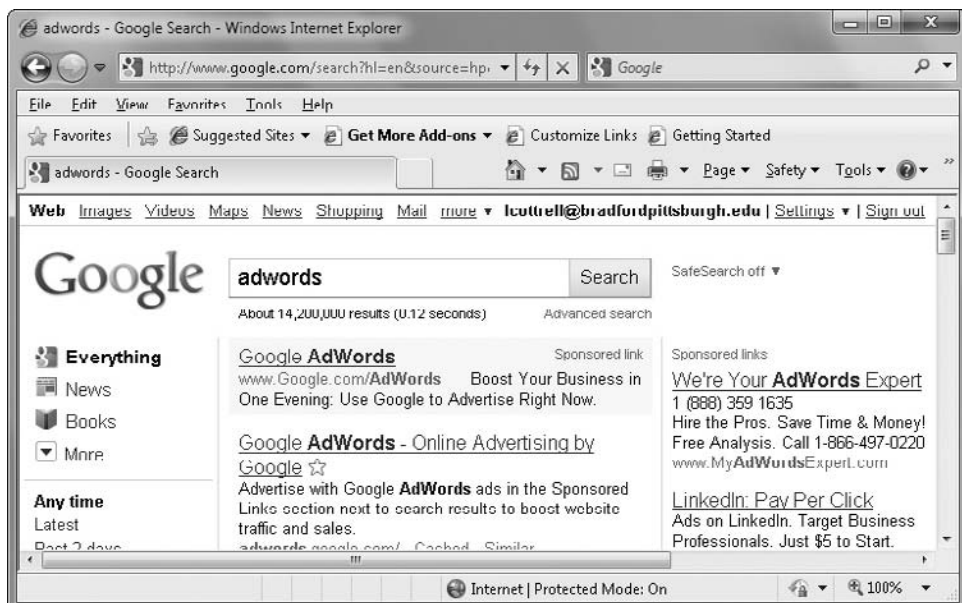 adwords - Google Search - Windows Internet Explorer
http://www.google.com/search?hl=en&source=hp Google
File Edit View Favorites Tools Help
Favorites Suggested Sites Get More Add-ons Customize Links Getting Started
adwords - Google Search Page Safety Tools
Web Images Videos Maps News Shopping Mail more lcottrell@bradfordpittsburgh.edu | Settings | Sign out
Google adwords Search SafeSearch off
About 14,200,000 results (0.12 seconds) Advanced search
Everything
News
Books
More
Any time
Latest
Past 2 days
Google AdWords Sponsored link
www.Google.com/AdWords Boost Your Business in
One Evening: Use Google to Advertise Right Now.
Google AdWords - Online Advertising by
Google
Advertise with Google AdWords ads in the Sponsored
Links section next to search results to boost website
traffic and sales.
adwords.google.com/ Cached Similar
Sponsored links
We're Your AdWords Expert
1 (888) 359 1635
Hire the Pros. Save Time & Money!
Free Analysis. Call 1-866-497-0220
www.MyAdWordsExpert.com
LinkedIn: Pay Per Click
Ads on LinkedIn. Target Business
Professionals. Just $5 to Start.
Internet | Protected Mode: On 100%